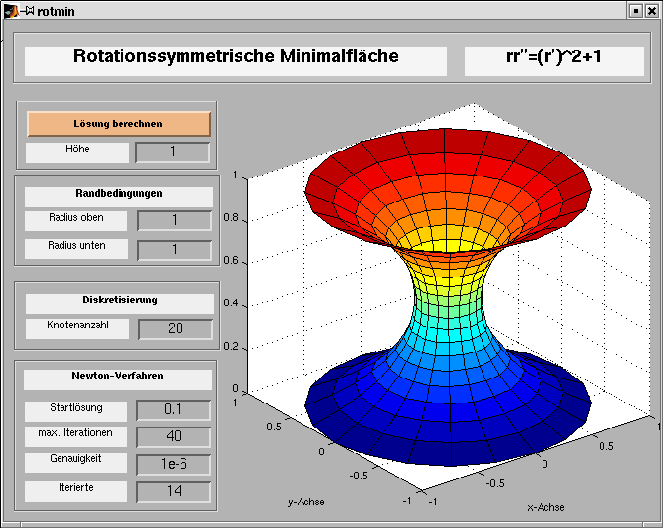 rotmin
Rotationssymmetrische Minimalfläche
rr''=(r')^2+1
Lösung berechnen
Höhe 1
Randbedingungen
Radius oben 1
Radius unten 1
Diskretisierung
Knotenanzahl 20
Newton-Verfahren
Startlösung 0.1
max. Iterationen 40
Genauigkeit 1e-6
Iterierte 14
1
0.8
0.6
0.4
0.2
0
1
0.5
0
-0.5
-1
y-Achse
-1
-0.5
0
0.5
1
x-Achse